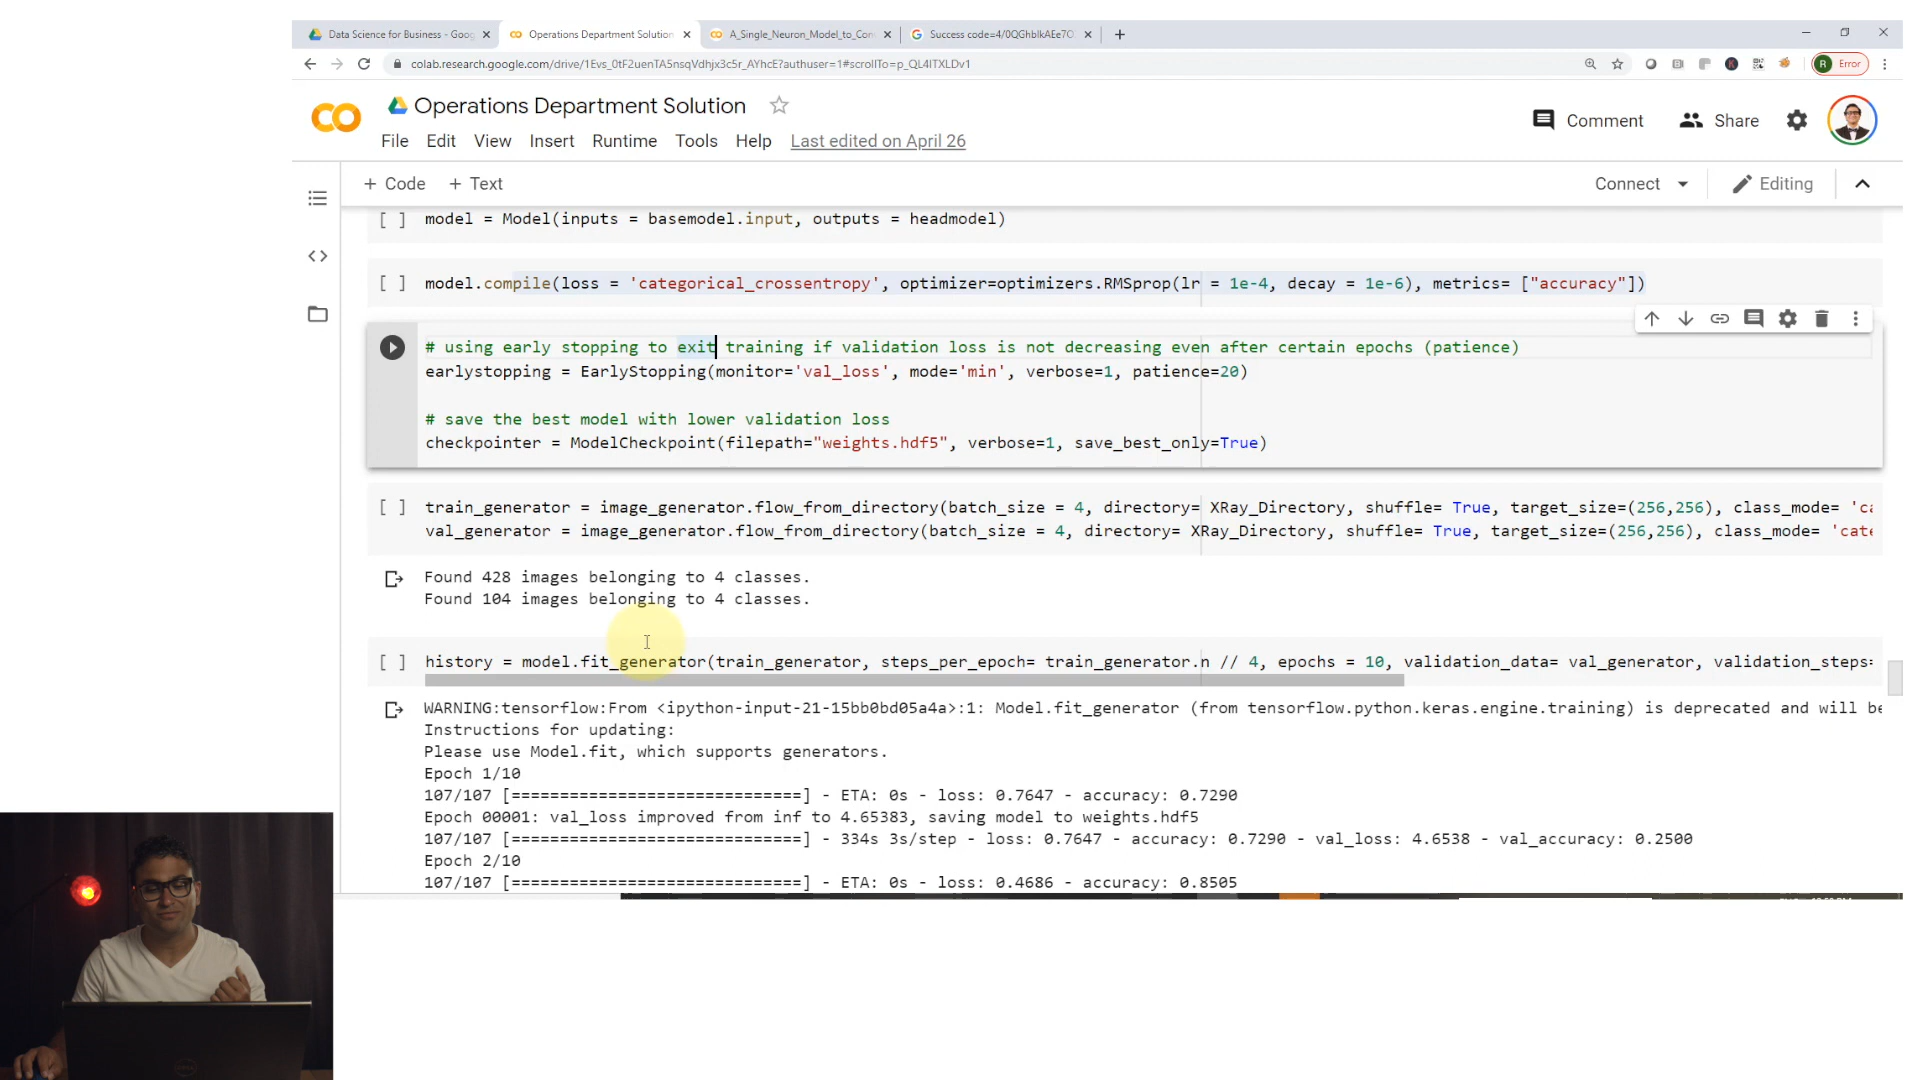 Data Science for Business - Goog
Operations Department Solution
A_Single_Neuron_Model_to_Con
Success code=4/0QGhblkAEe7O
colab.research.google.com/drive/1Evs_0tF2uenTA5nsqVdhjx3c5r_AYhcE?authuser=1#scrollTo=p_QL4ITXLDv1
R Error
Operations Department Solution
Comment
Share
File Edit View Insert Runtime Tools Help Last edited on April 26
+ Code + Text
Connect
Editing
[ ] model = Model(inputs = basemodel.input, outputs = headmodel)
[ ] model.compile(loss = 'categorical_crossentropy', optimizer=optimizers.RMSprop(lr = 1e-4, decay = 1e-6), metrics= ["accuracy"])
# using early stopping to exit training if validation loss is not decreasing even after certain epochs (patience)
earlystopping = EarlyStopping(monitor='val_loss', mode='min', verbose=1, patience=20)
# save the best model with lower validation loss
checkpointer = ModelCheckpoint(filepath="weights.hdf5", verbose=1, save_best_only=True)
[ ] train_generator = image_generator.flow_from_directory(batch_size = 4, directory= XRay_Directory, shuffle= True, target_size=(256,256), class_mode= 'ca
val_generator = image_generator.flow_from_directory(batch_size = 4, directory= XRay_Directory, shuffle= True, target_size=(256,256), class_mode= 'cate
Found 428 images belonging to 4 classes.
Found 104 images belonging to 4 classes.
[ ] history = model.fit_generator(train_generator, steps_per_epoch= train_generator.n // 4, epochs = 10, validation_data= val_generator, validation_steps=
WARNING:tensorflow:From <ipython-input-21-15bb0bd05a4a>:1: Model.fit_generator (from tensorflow.python.keras.engine.training) is deprecated and will be
Instructions for updating:
Please use Model.fit, which supports generators.
Epoch 1/10
107/107 [==============================] - ETA: 0s - loss: 0.7647 - accuracy: 0.7290
Epoch 00001: val_loss improved from inf to 4.65383, saving model to weights.hdf5
107/107 [==============================] - 334s 3s/step - loss: 0.7647 - accuracy: 0.7290 - val_loss: 4.6538 - val_accuracy: 0.2500
Epoch 2/10
107/107 [==============================] - ETA: 0s - loss: 0.4686 - accuracy: 0.8505